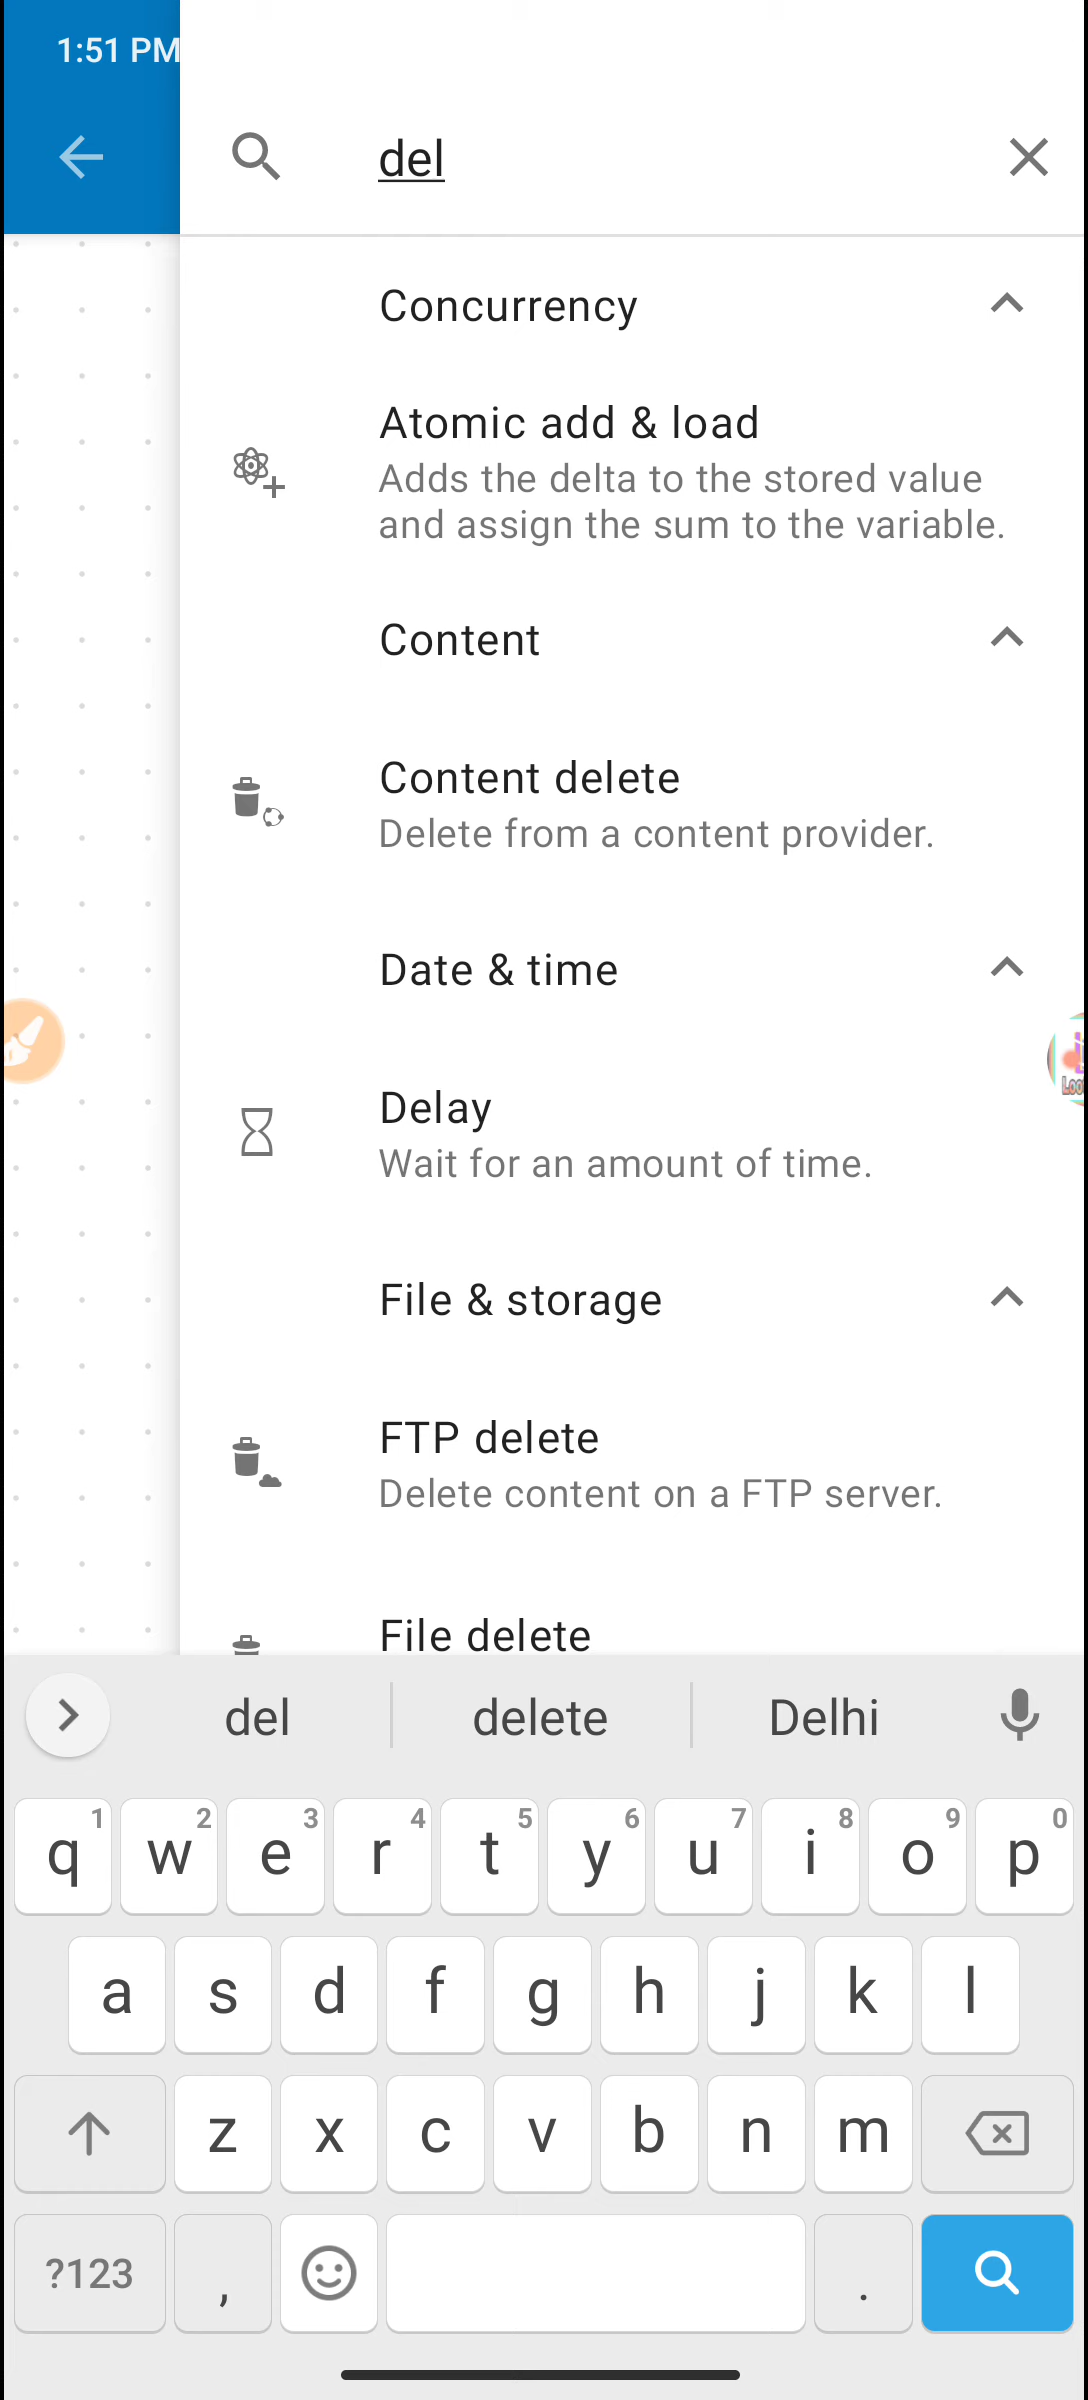 1:51 PM
del
Concurrency
Atomic add & load
Adds the delta to the stored value
and assign the sum to the variable.
Content
Content delete
Delete from a content provider.
Date & time
Delay
Wait for an amount of time.
File & storage
FTP delete
Delete content on a FTP server.
File delete
del delete Delhi
1 2 3 4 5 6 7 8 9 0
q w e r t y u i o p
a s d f g h j k l
z x c v b n m
?123 , .